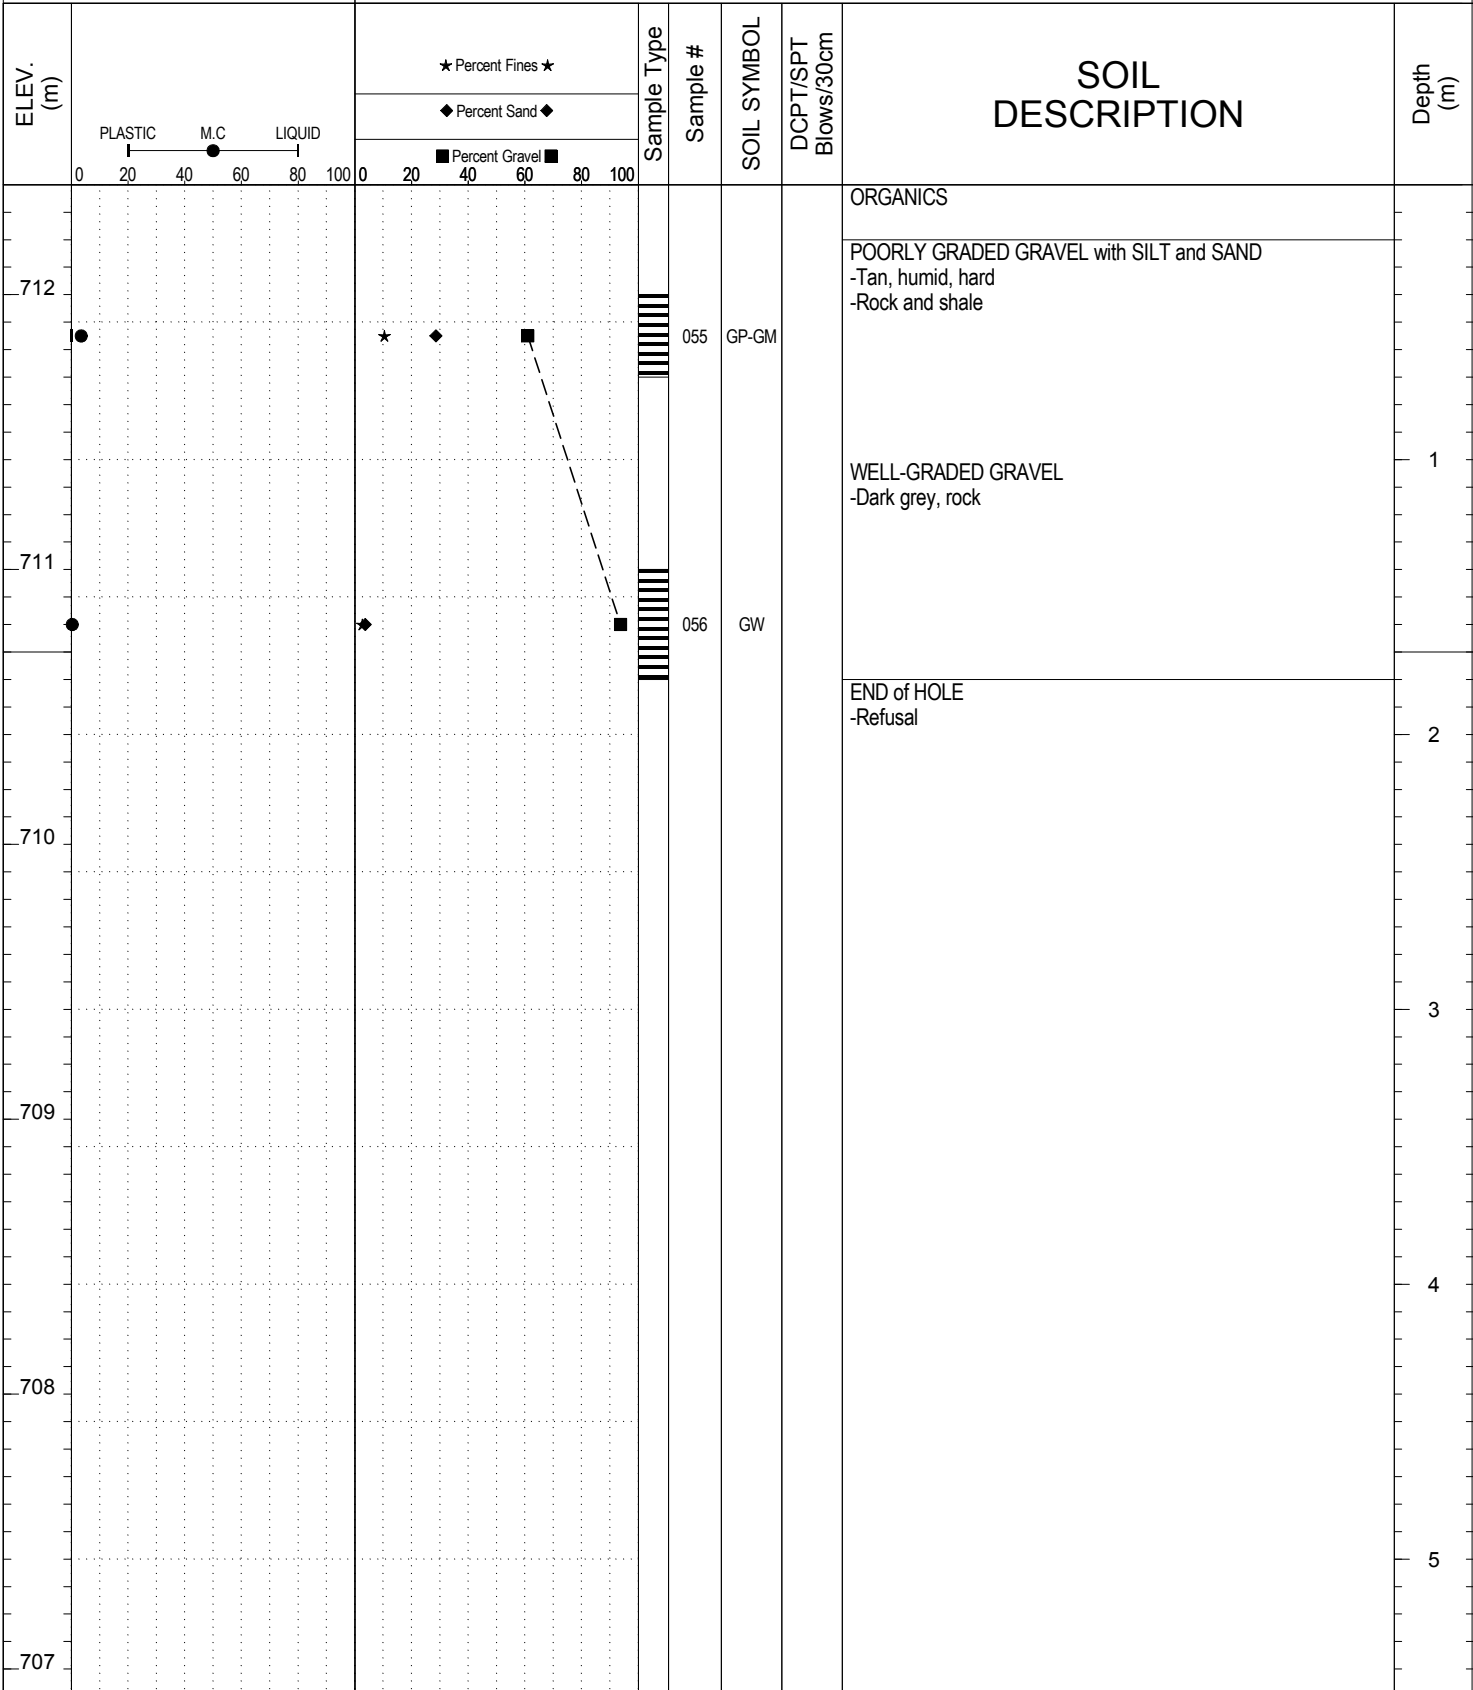 ELEV.
(m)
PLASTIC M.C LIQUID
0 20 40 60 80 100
★ Percent Fines ★
◆ Percent Sand ◆
■ Percent Gravel ■
0 20 40 60 80 100
Sample Type
Sample #
SOIL SYMBOL
DCPT/SPT
Blows/30cm
SOIL
DESCRIPTION
Depth
(m)
ORGANICS
POORLY GRADED GRAVEL with SILT and SAND
-Tan, humid, hard
712
-Rock and shale
055 GP-GM
1
WELL-GRADED GRAVEL
-Dark grey, rock
711
056 GW
END of HOLE
-Refusal
2
710
3
709
4
708
5
707